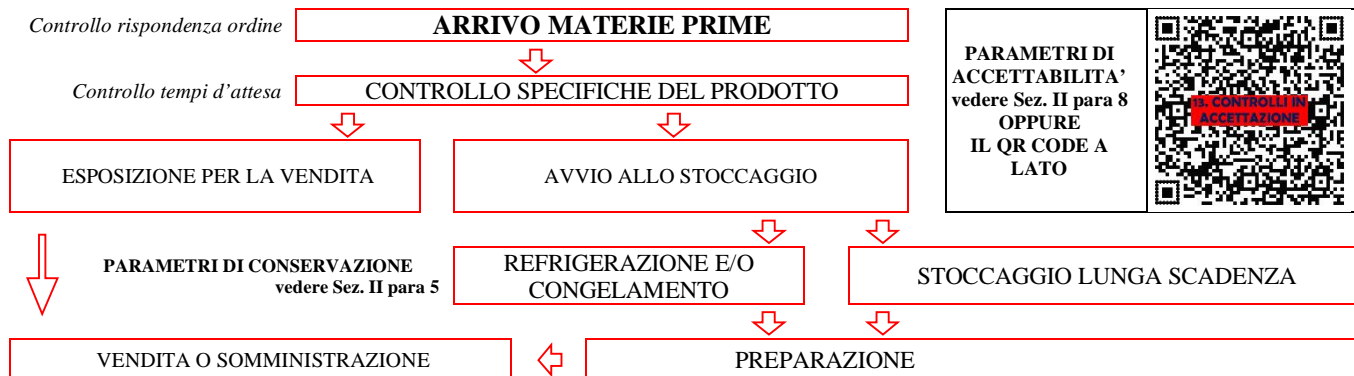 Controllo rispondenza ordine
ARRIVO MATERIE PRIME
Controllo tempi d'attesa
CONTROLLO SPECIFICHE DEL PRODOTTO
PARAMETRI DI
ACCETTABILITA'
vedere Sez. II para 8
OPPURE
IL QR CODE A
LATO
13. CONTROLLI IN
ACCETTAZIONE
ESPOSIZIONE PER LA VENDITA
AVVIO ALLO STOCCAGGIO
PARAMETRI DI CONSERVAZIONE
vedere Sez. II para 5
REFRIGERAZIONE E/O
CONGELAMENTO
STOCCAGGIO LUNGA SCADENZA
VENDITA O SOMMINISTRAZIONE
PREPARAZIONE